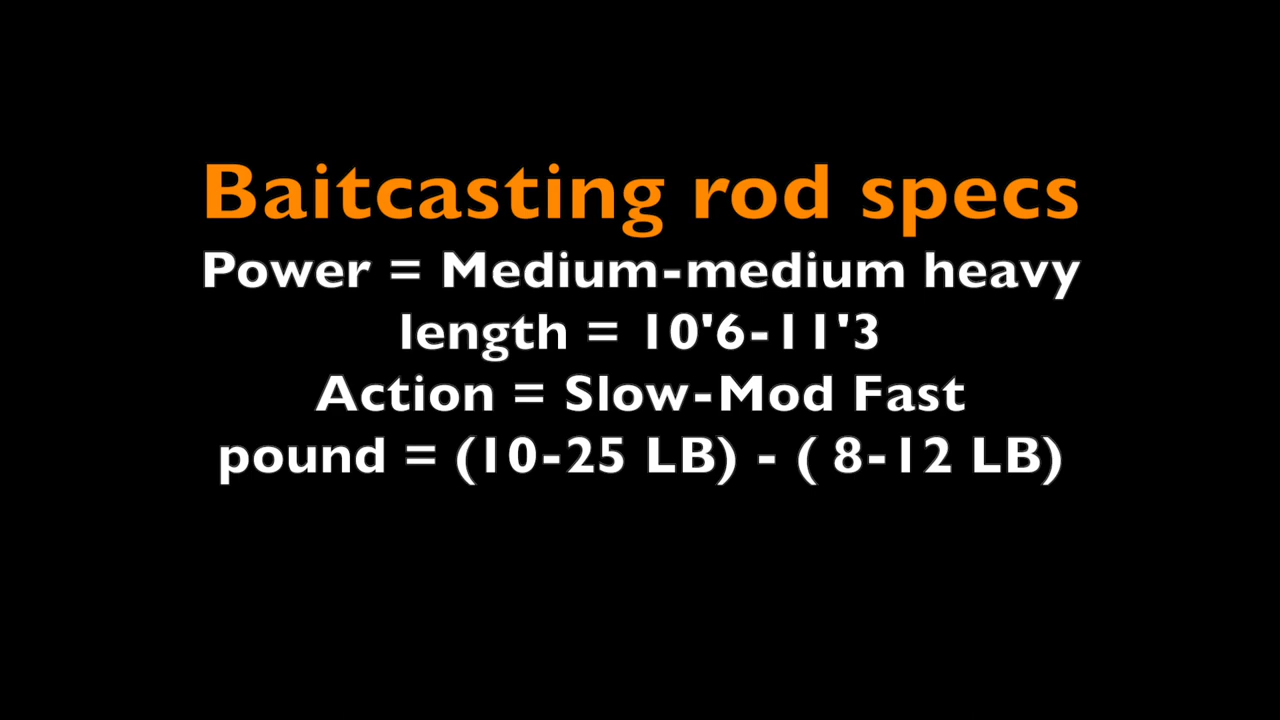 Baitcasting rod specs
Power = Medium-medium heavy
length = 10'6-11'3
Action = Slow-Mod Fast
pound = (10-25 LB) - ( 8-12 LB)